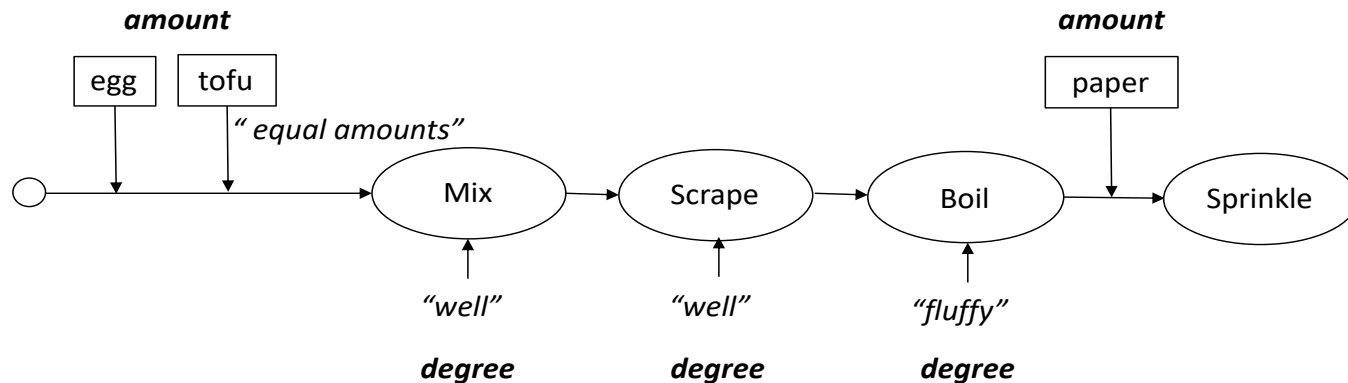 amount amount
egg tofu paper
“ equal amounts”
Mix Scrape Boil Sprinkle
“well” “well” “fluffy”
degree degree degree